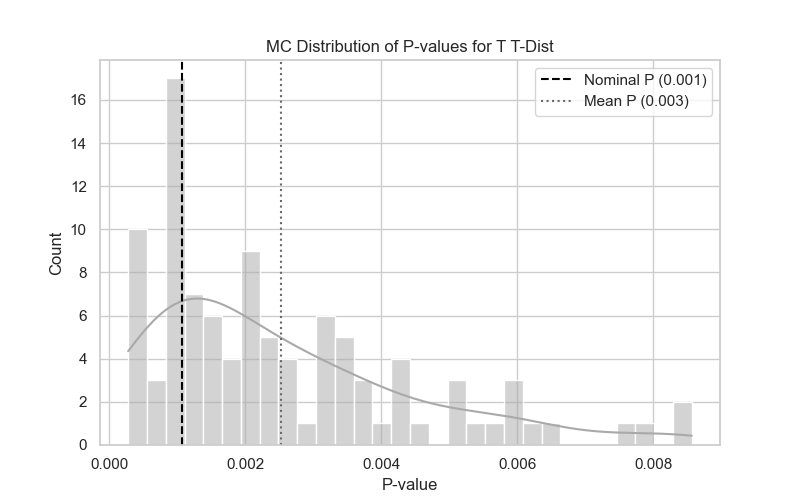 MC Distribution of P-values for T T-Dist
Nominal P (0.001)
Mean P (0.003)
Count
16
14
12
10
8
6
4
2
0
0.000 0.002 0.004 0.006 0.008
P-value